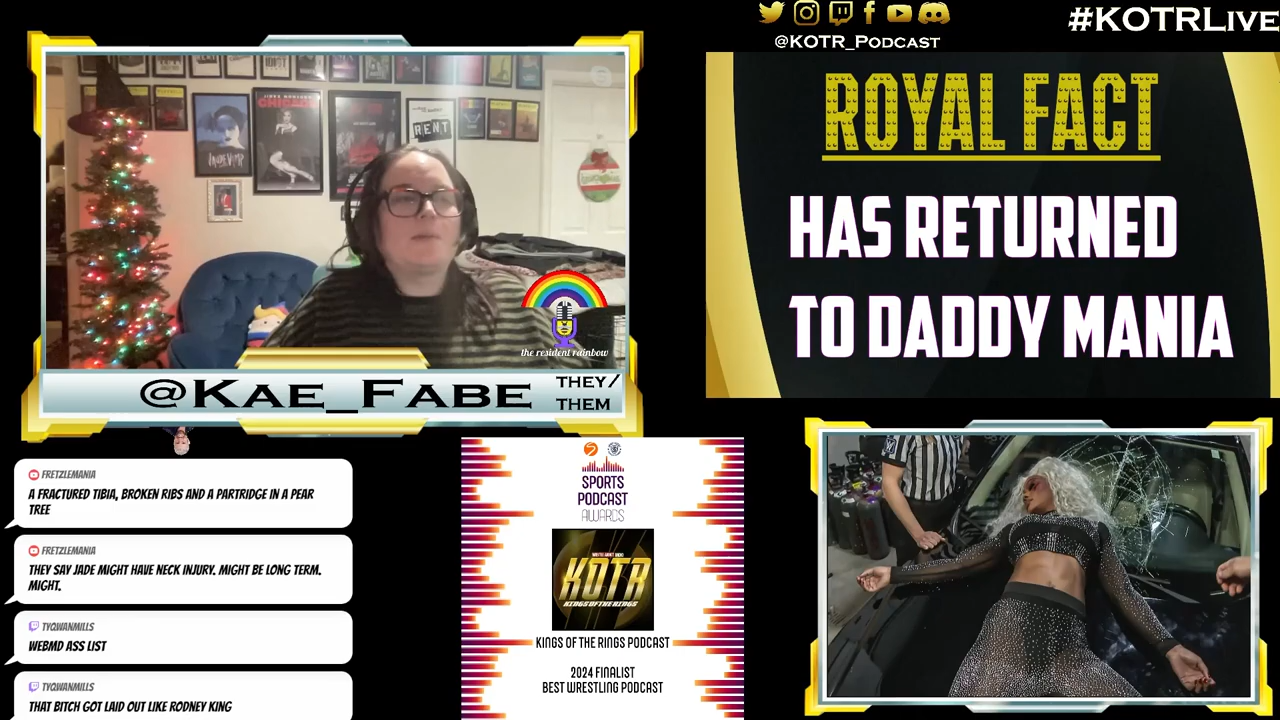 #KOTRLIVE
@KOTR_PODCAST
ROYAL FACT
HAS RETURNED
TO DADDY MANIA
CHICAGO
RENT
the resident rainbow
@KAE_FABE
THEY/
THEM
FRETZLEMANIA
A FRACTURED TIBIA, BROKEN RIBS AND A PARTRIDGE IN A PEAR
TREE
FRETZLEMANIA
THEY SAY JADE MIGHT HAVE NECK INJURY. MIGHT BE LONG TERM.
MIGHT.
TYQWANMILLS
WEBMD ASS LIST
TYQWANMILLS
THAT BITCH GOT LAID OUT LIKE RODNEY KING
SPORTS
PODCAST
AWARDS
KOTR
KINGS OF THE RINGS
KINGS OF THE RINGS PODCAST
2024 FINALIST
BEST WRESTLING PODCAST